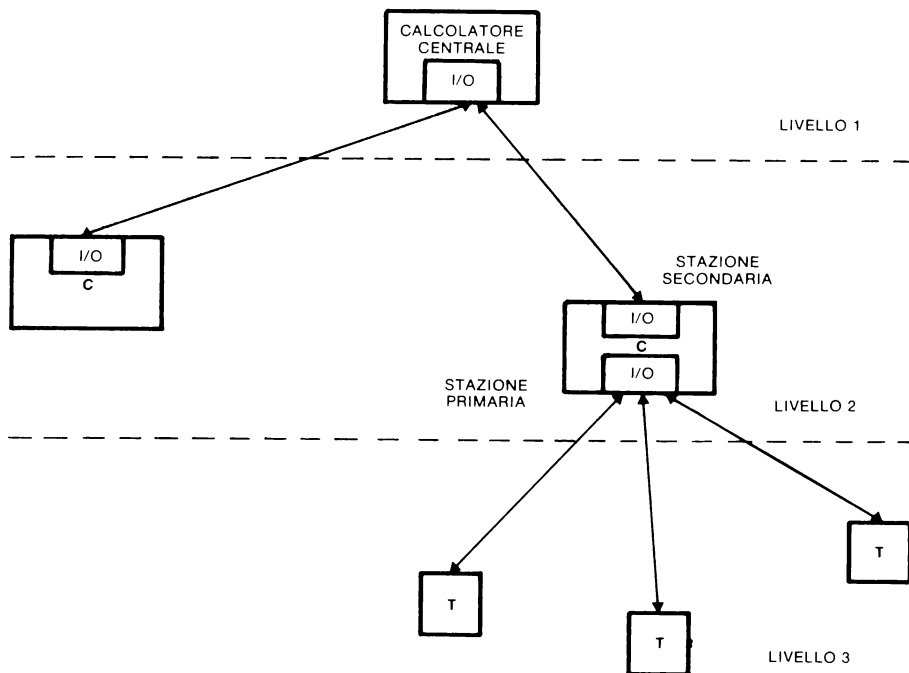 CALCOLATORE
CENTRALE
I/O
LIVELLO 1
I/O
C
STAZIONE
SECONDARIA
I/O
C
I/O
STAZIONE
PRIMARIA
LIVELLO 2
T
T
T
LIVELLO 3